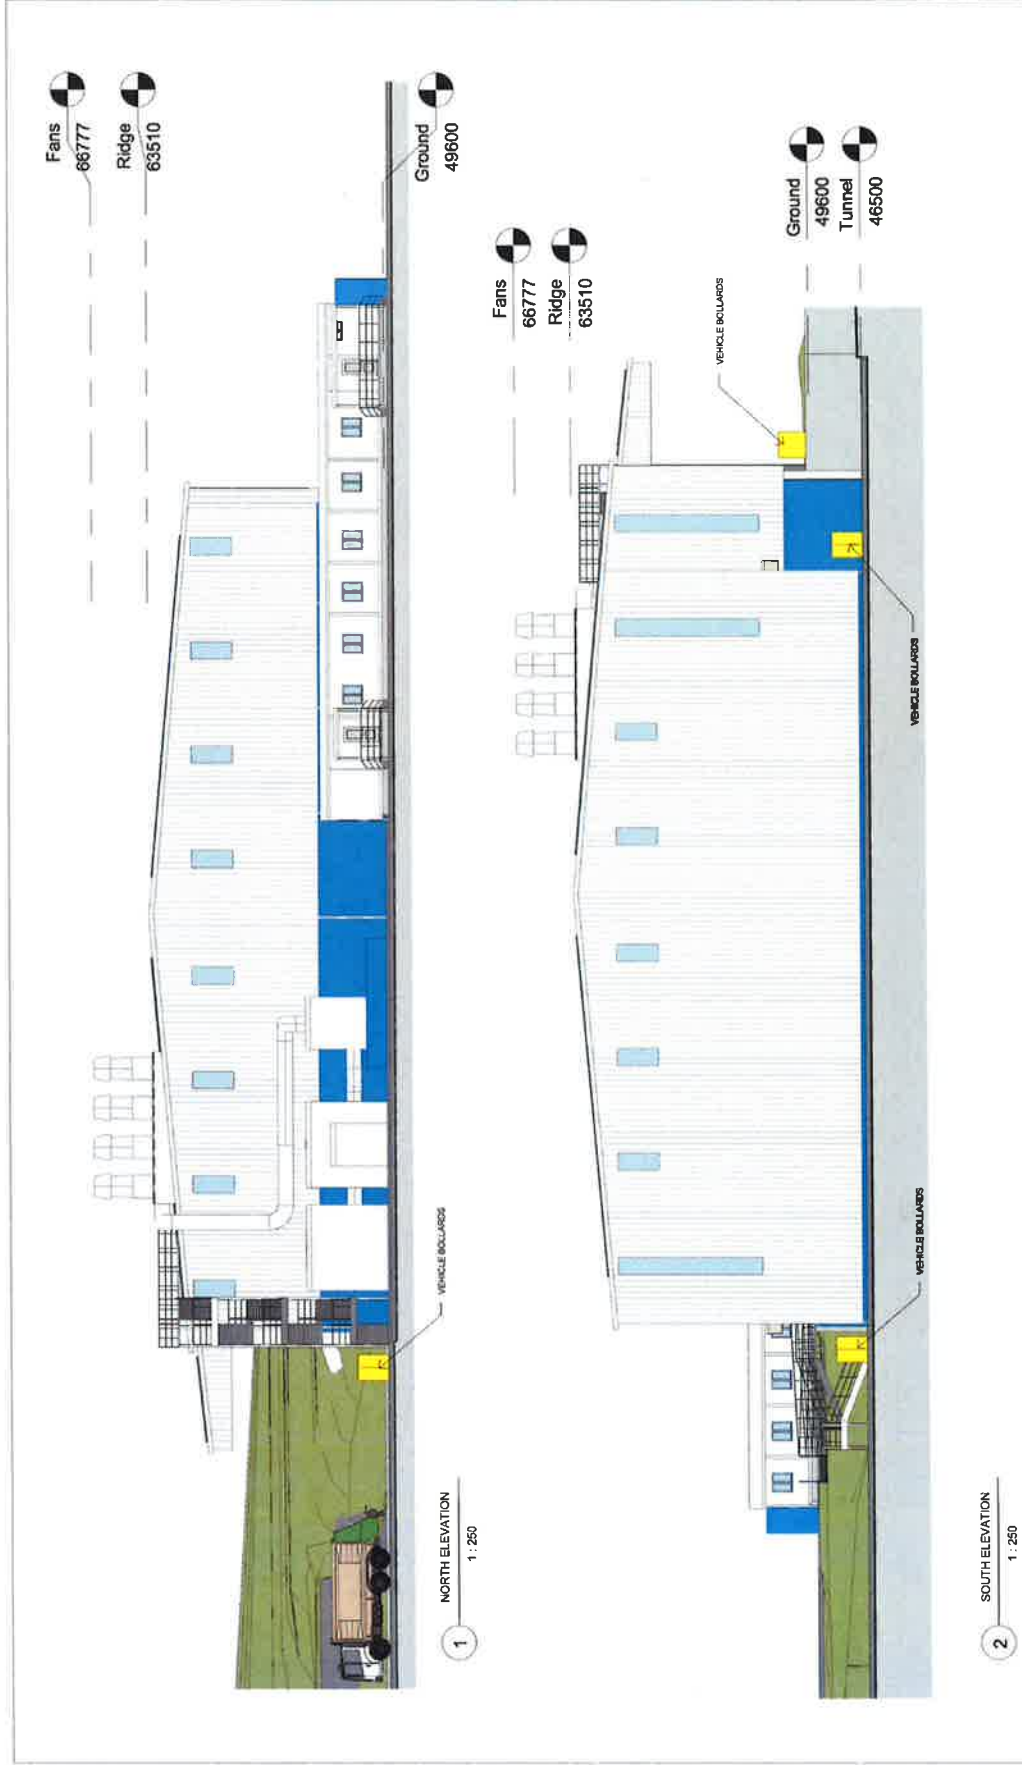 Fans
66777
Ridge
63510
Ground
49600
VEHICLE BOLLARDS
1
NORTH ELEVATION
1 : 250
Fans
66777
Ridge
63510
VEHICLE BOLLARDS
Ground
49600
Tunnel
46500
VEHICLE BOLLARDS
VEHICLE BOLLARDS
2
SOUTH ELEVATION
1 : 250